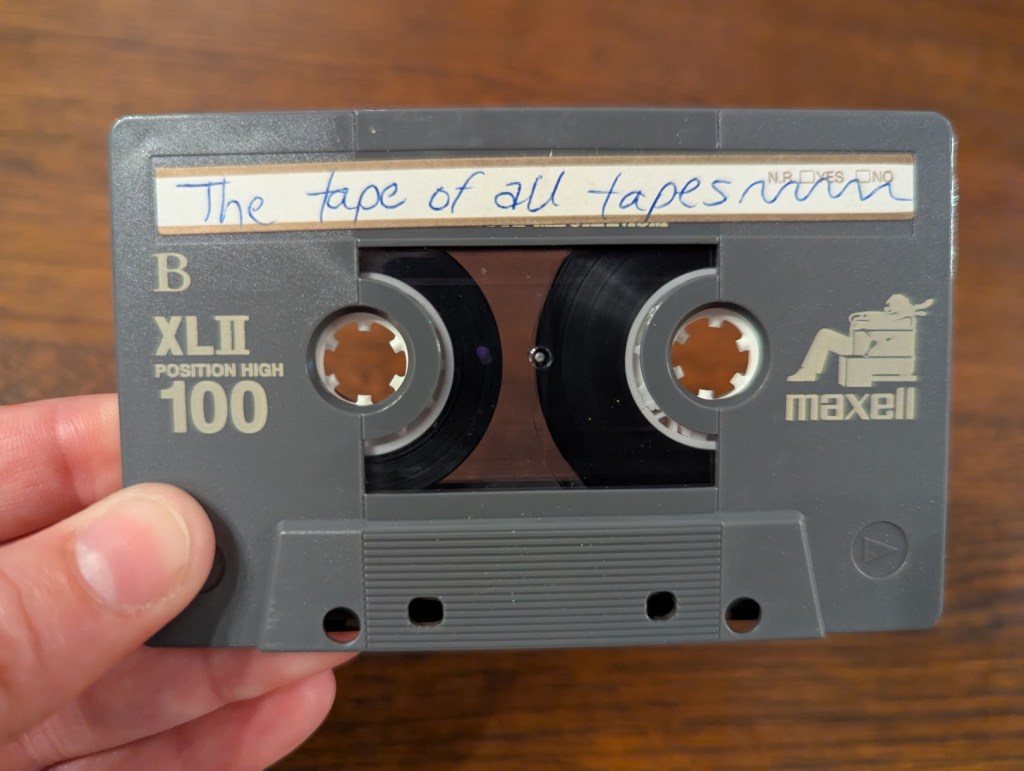 The tape of all tapes
N.R. □YES □NO
B
XLII
POSITION HIGH
100
maxell